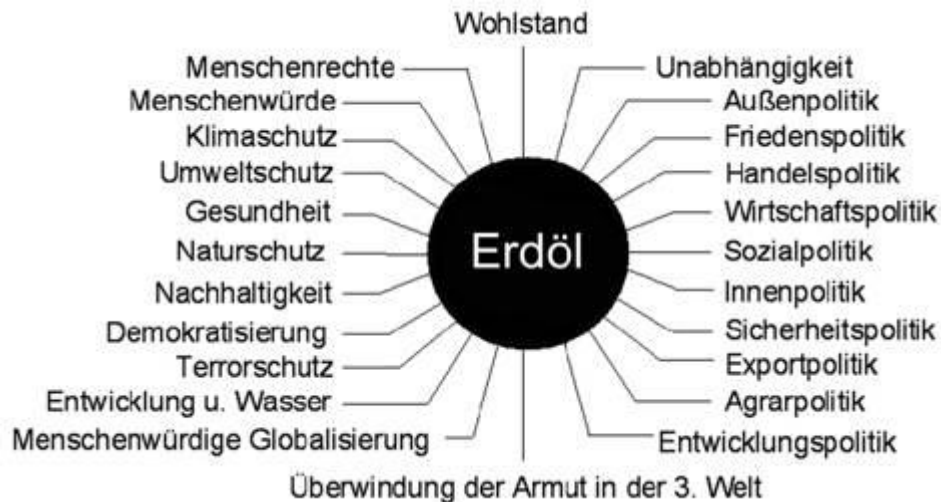 Wohlstand
Menschenrechte
Unabhängigkeit
Menschenwürde
Außenpolitik
Klimaschutz
Friedenspolitik
Umweltschutz
Handelspolitik
Gesundheit
Wirtschaftspolitik
Naturschutz
Erdöl
Sozialpolitik
Nachhaltigkeit
Innenpolitik
Demokratisierung
Sicherheitspolitik
Terrorschutz
Exportpolitik
Entwicklung u. Wasser
Agrarpolitik
Menschenwürdige Globalisierung
Entwicklungspolitik
Überwindung der Armut in der 3. Welt